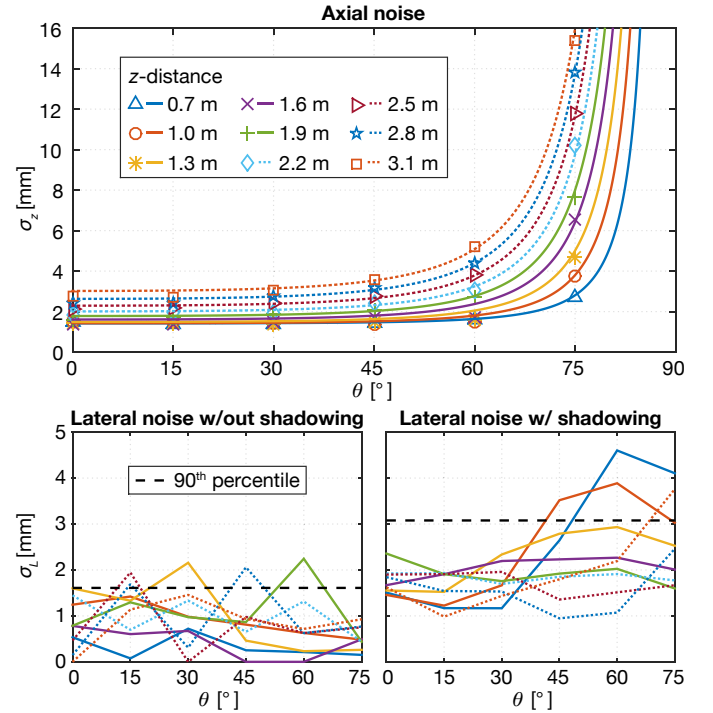 Axial noise
16
14
12
10
8
6
4
2
0
σz [mm]
z-distance
0.7 m 1.6 m 2.5 m
1.0 m 1.9 m 2.8 m
1.3 m 2.2 m 3.1 m
0 15 30 45 60 75 90
θ [°]
Lateral noise w/out shadowing
5
4
3
2
1
0
σL [mm]
90th percentile
0 15 30 45 60 75
θ [°]
Lateral noise w/ shadowing
0 15 30 45 60 75
θ [°]